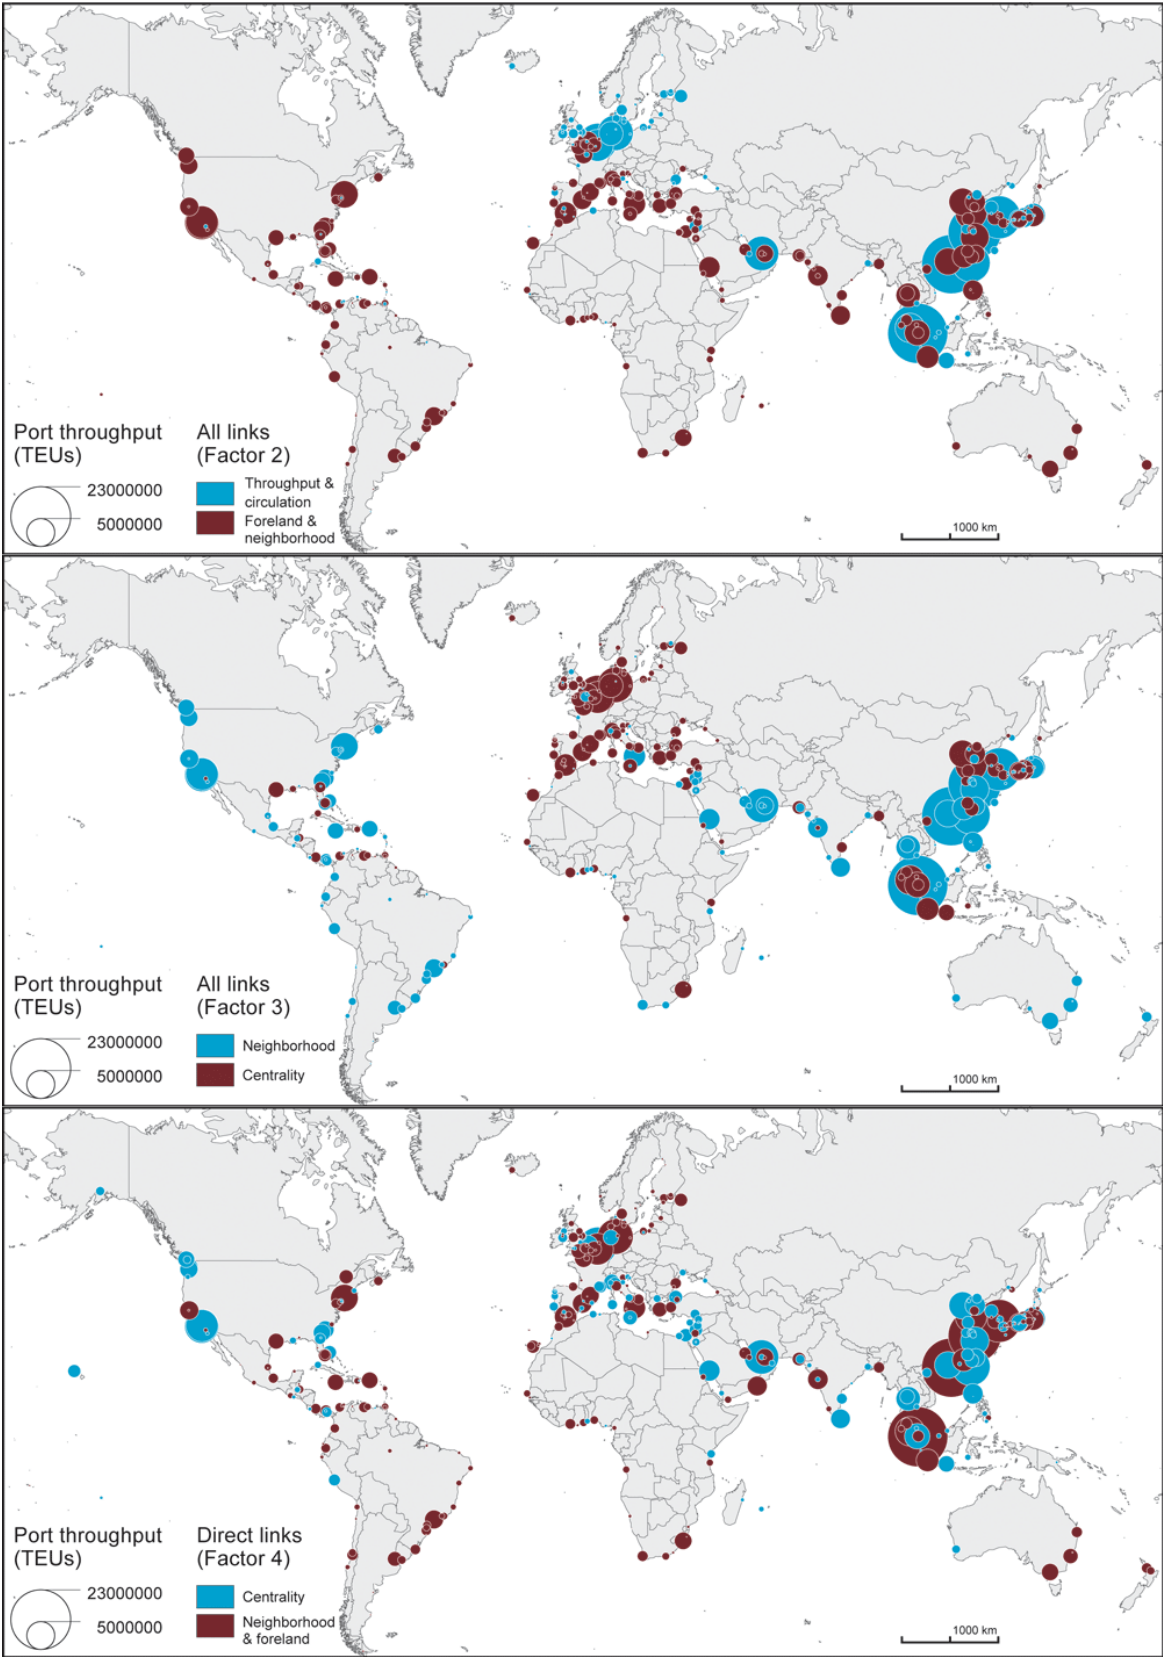 Port throughput
(TEUs)
23000000
5000000
All links
(Factor 2)
Throughput &
circulation
Foreland &
neighborhood
1000 km
Port throughput
(TEUs)
23000000
5000000
All links
(Factor 3)
Neighborhood
Centrality
1000 km
Port throughput
(TEUs)
23000000
5000000
Direct links
(Factor 4)
Centrality
Neighborhood
& foreland
1000 km